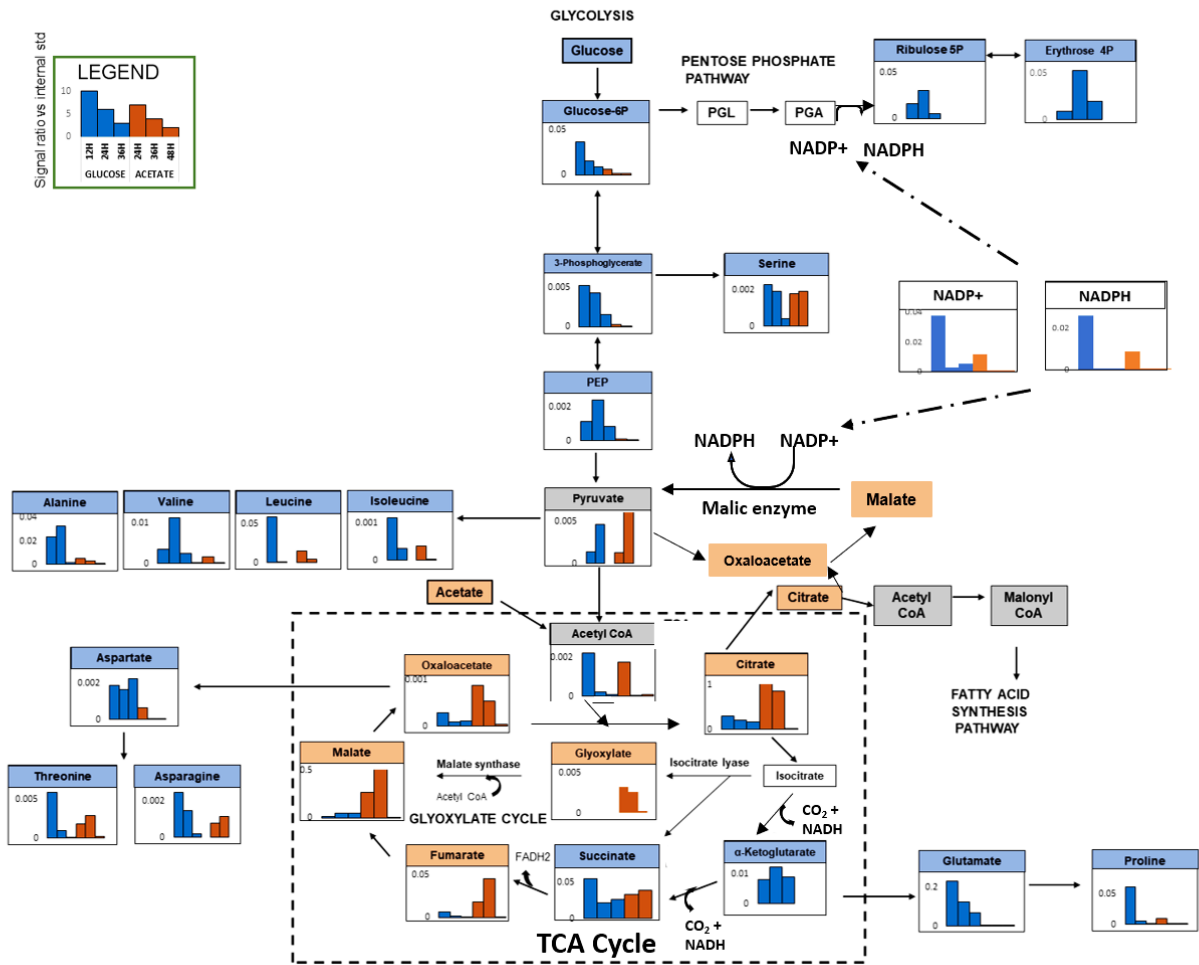 GLYCOLYSIS
Glucose
Signal ratio vs internal std
LEGEND
10
5
0
12H
24H
36H
24H
36H
48H
GLUCOSE
ACETATE
Glucose-6P
0.05
0
PENTOSE PHOSPHATE
PATHWAY
PGL
PGA
NADP+
NADPH
Ribulose 5P
0.05
0
Erythrose 4P
0.05
0
3-Phosphoglycerate
0.005
0
Serine
0.002
0
NADP+
0.04
0.02
0
NADPH
0.02
0
PEP
0.002
0
NADPH
NADP+
Malic enzyme
Malate
Alanine
0.04
0.02
0
Valine
0.01
0
Leucine
0.05
0
Isoleucine
0.001
0
Pyruvate
0.005
0
Oxaloacetate
Acetate
Citrate
Acetyl
CoA
Malonyl
CoA
FATTY ACID
SYNTHESIS
PATHWAY
Acetyl CoA
0.002
0
Aspartate
0.002
0
Oxaloacetate
0.001
0
Citrate
1
0
Malate
0.5
0
Malate synthase
Acetyl CoA
GLYOXYLATE CYCLE
Glyoxylate
0.005
0
Isocitrate lyase
Isocitrate
CO₂ +
NADH
Threonine
0.005
0
Asparagine
0.002
0
Fumarate
0.05
0
FADH2
Succinate
0.05
0
α-Ketoglutarate
0.01
0
CO₂ +
NADH
Glutamate
0.2
0
Proline
0.05
0
TCA Cycle